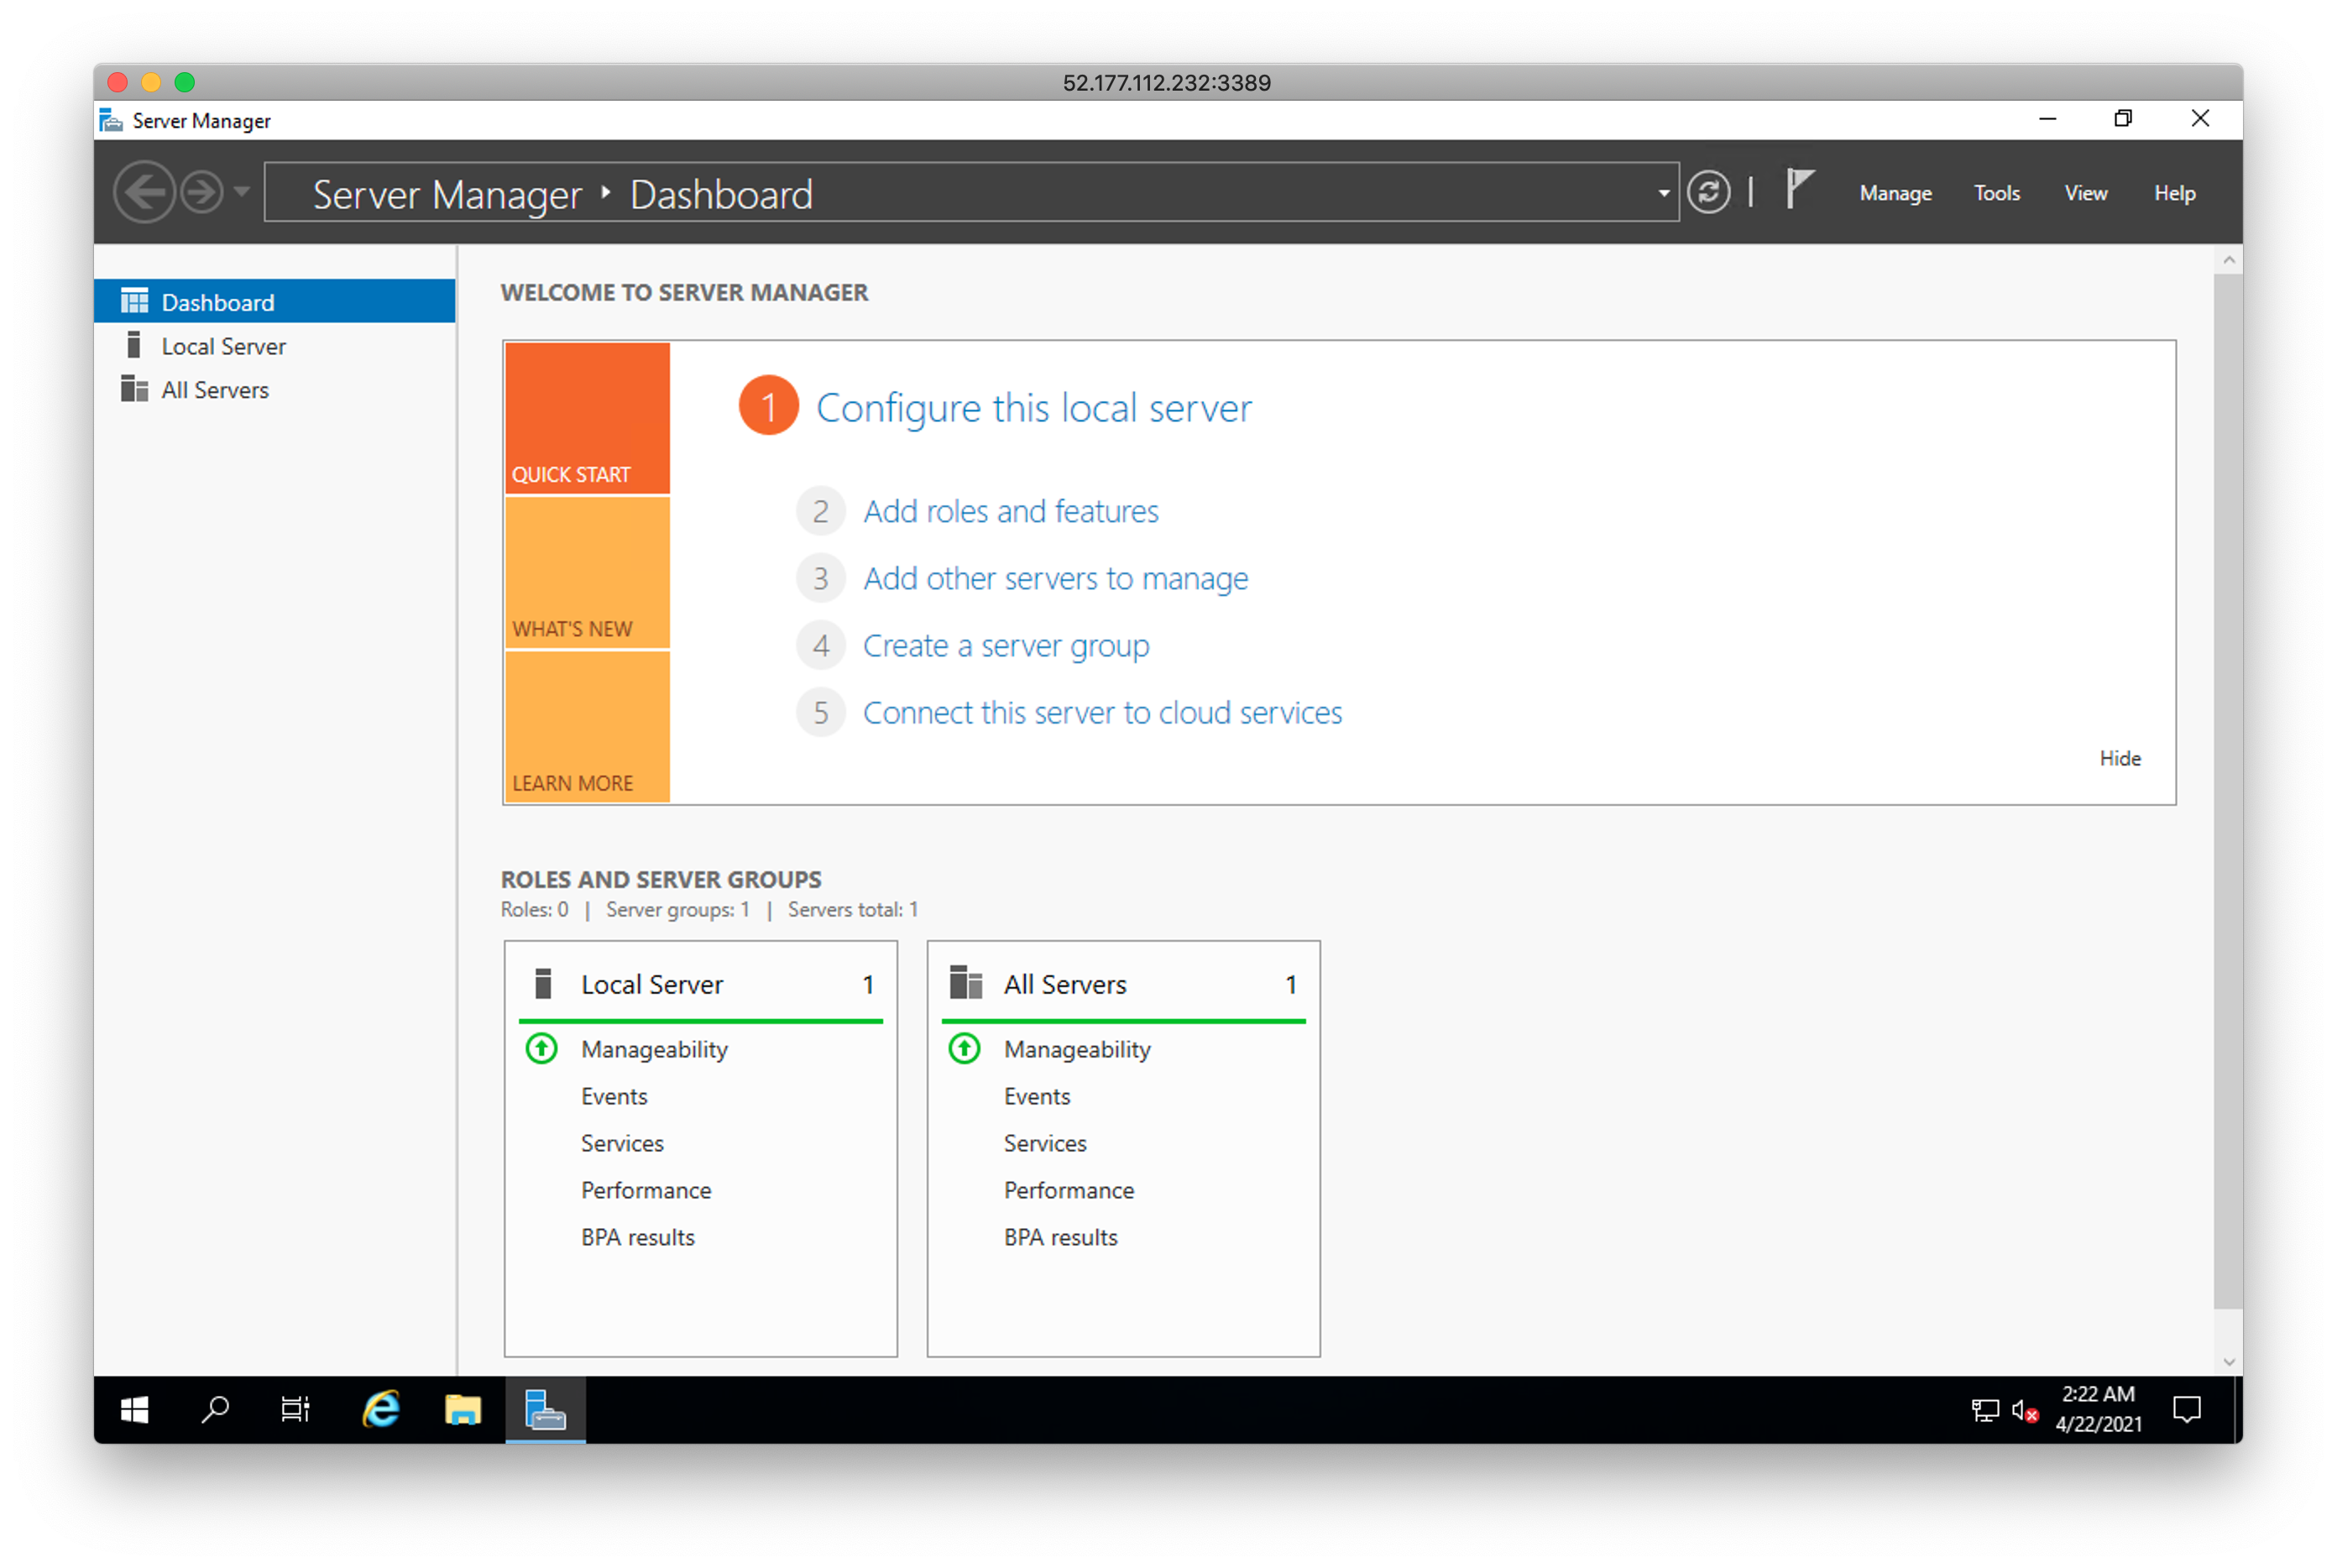 52.177.112.232:3389
Server Manager
Server Manager ‣ Dashboard
Manage Tools View Help
Dashboard
Local Server
All Servers
WELCOME TO SERVER MANAGER
QUICK START
WHAT'S NEW
LEARN MORE
1 Configure this local server
2 Add roles and features
3 Add other servers to manage
4 Create a server group
5 Connect this server to cloud services
Hide
ROLES AND SERVER GROUPS
Roles: 0 | Server groups: 1 | Servers total: 1
Local Server 1
Manageability
Events
Services
Performance
BPA results
All Servers 1
Manageability
Events
Services
Performance
BPA results
2:22 AM
4/22/2021